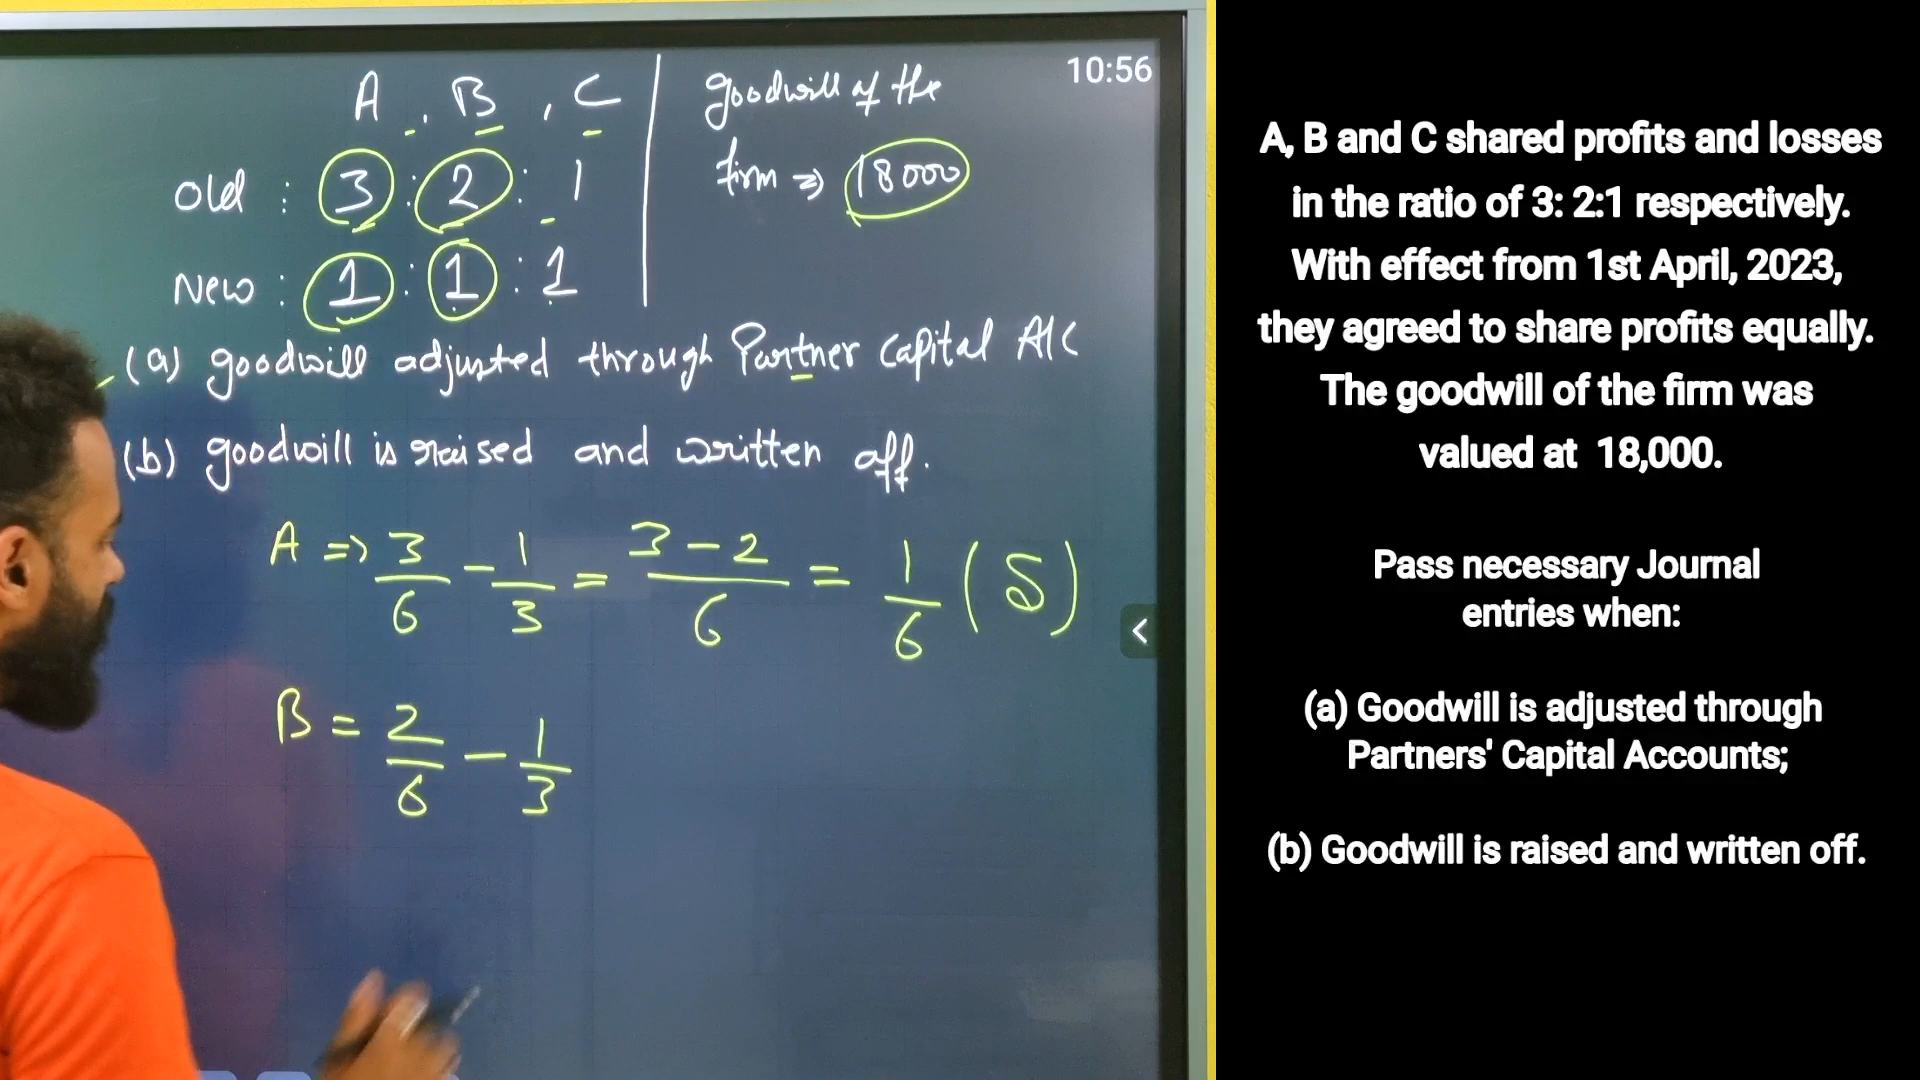 10:56
A , B , C
goodwill of the
firm => 18000
Old : 3 : 2 : 1
New : 1 : 1 : 1
(a) goodwill adjusted through Partner Capital A/C
(b) goodwill is raised and written off.
A => 3/6 - 1/3 = 3-2/6 = 1/6 (S)
B = 2/6 - 1/3
<
A, B and C shared profits and losses
in the ratio of 3: 2:1 respectively.
With effect from 1st April, 2023,
they agreed to share profits equally.
The goodwill of the firm was
valued at 18,000.
Pass necessary Journal
entries when:
(a) Goodwill is adjusted through
Partners' Capital Accounts;
(b) Goodwill is raised and written off.